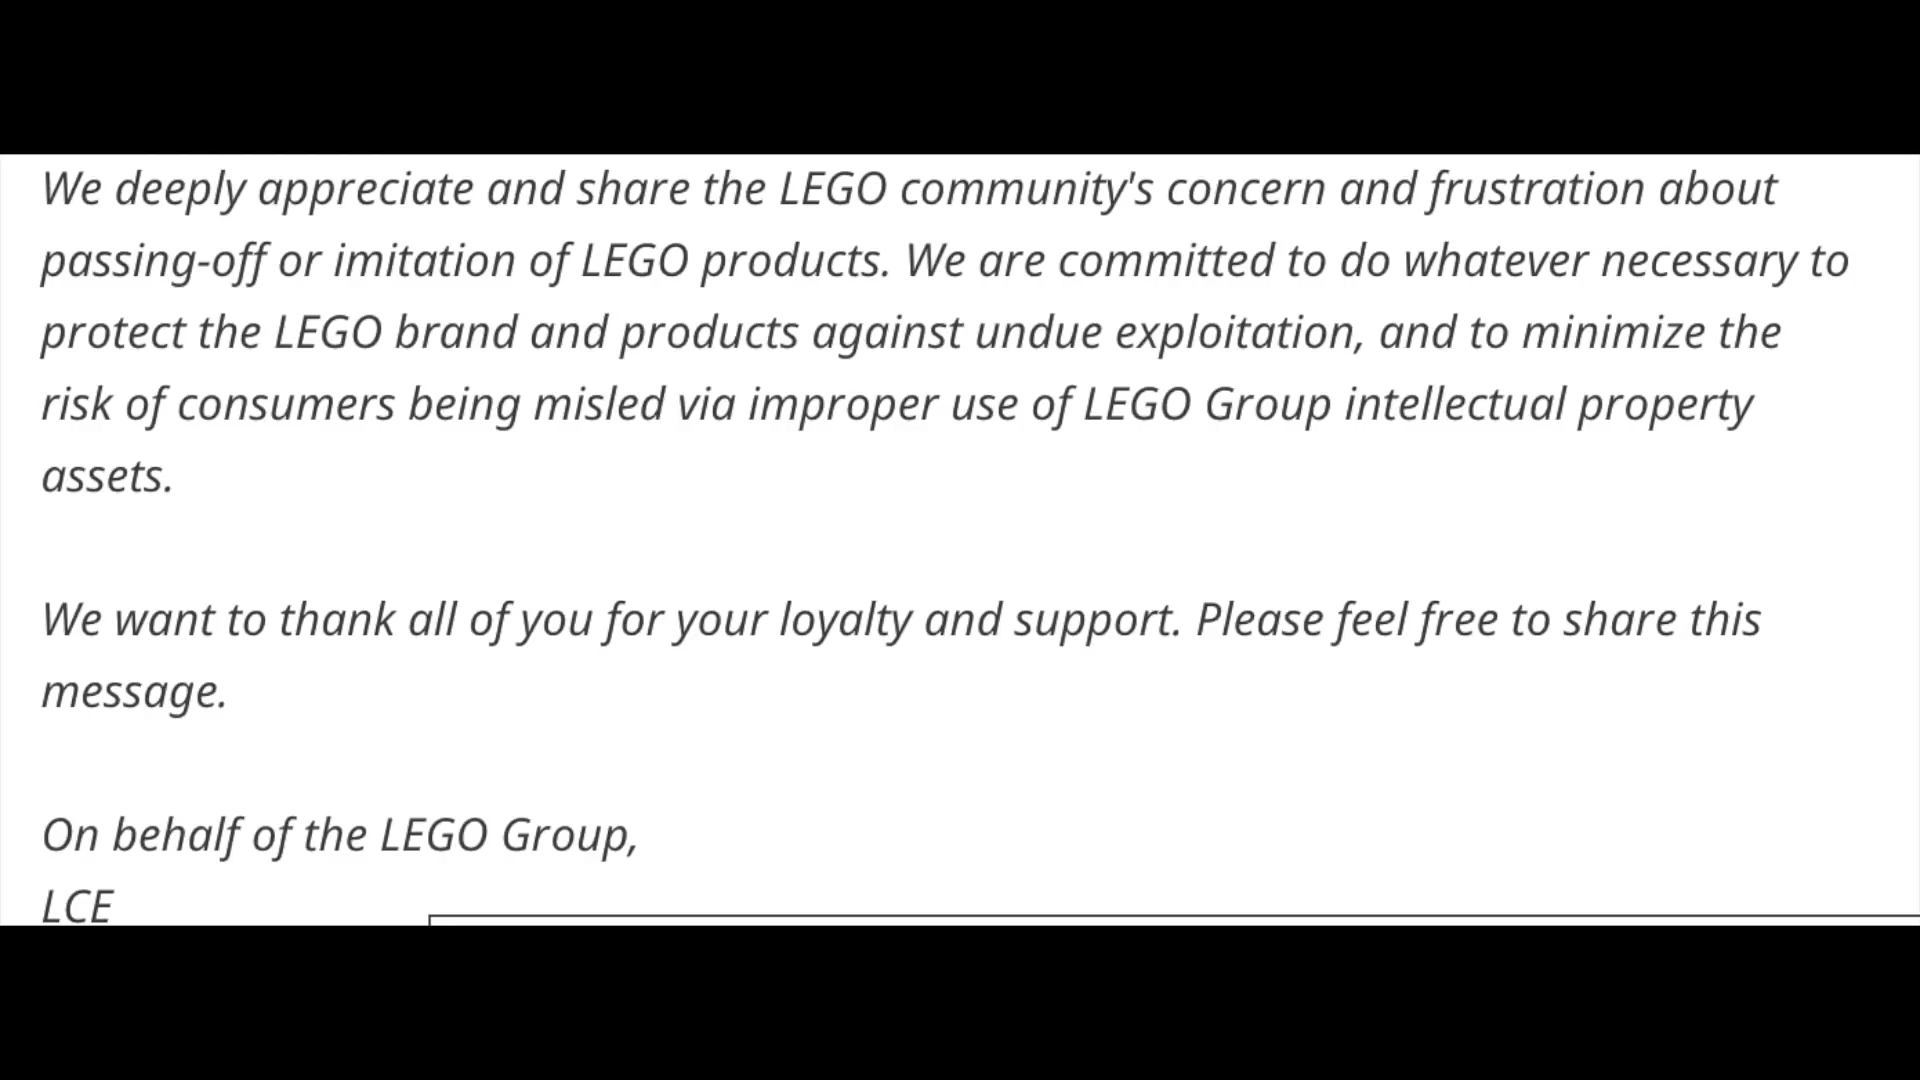 We deeply appreciate and share the LEGO community's concern and frustration about
passing-off or imitation of LEGO products. We are committed to do whatever necessary to
protect the LEGO brand and products against undue exploitation, and to minimize the
risk of consumers being misled via improper use of LEGO Group intellectual property
assets.
We want to thank all of you for your loyalty and support. Please feel free to share this
message.
On behalf of the LEGO Group,
LCE